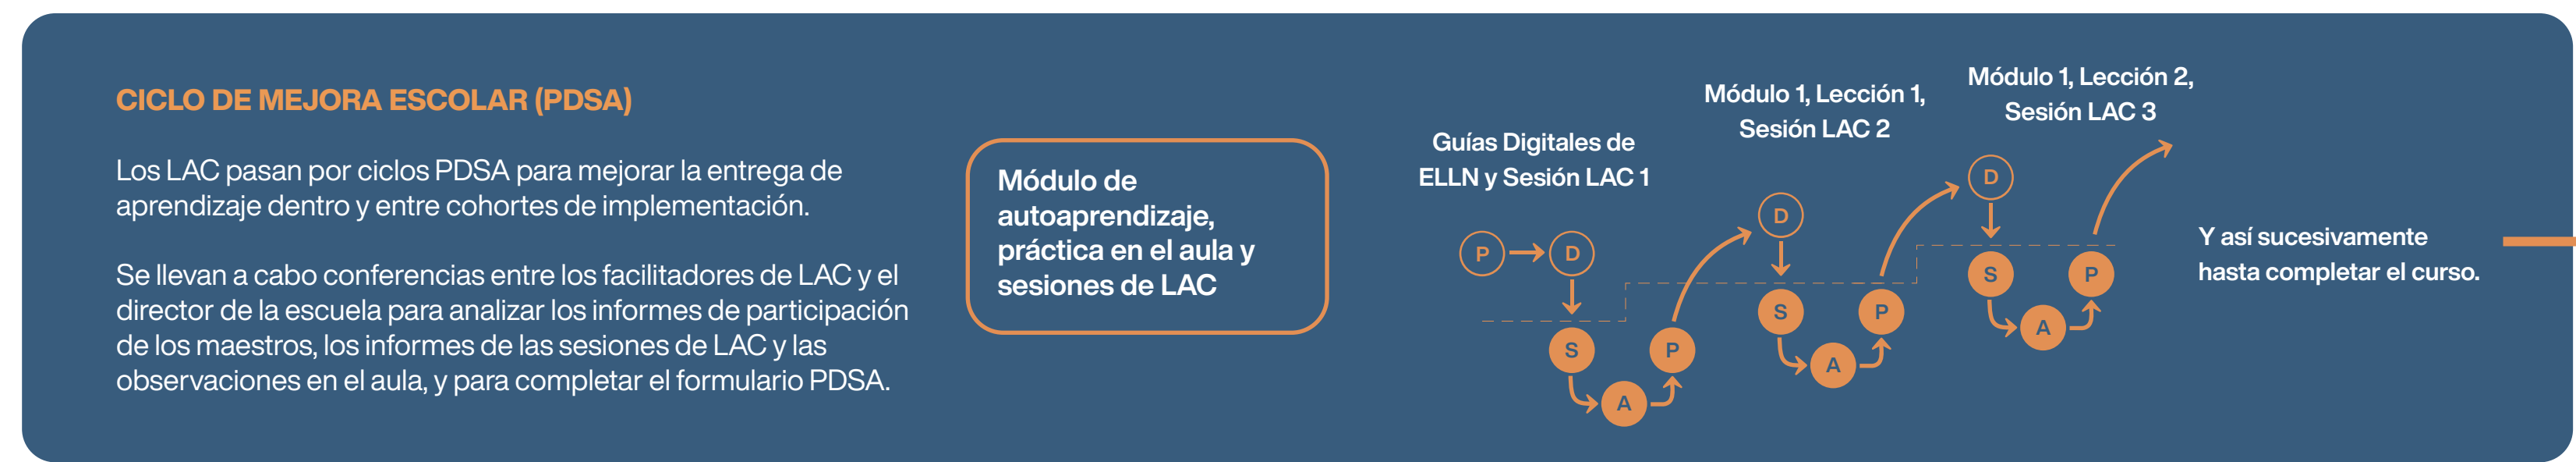 CICLO DE MEJORA ESCOLAR (PDSA)
Los LAC pasan por ciclos PDSA para mejorar la entrega de
aprendizaje dentro y entre cohortes de implementación.
Se llevan a cabo conferencias entre los facilitadores de LAC y el
director de la escuela para analizar los informes de participación
de los maestros, los informes de las sesiones de LAC y las
observaciones en el aula, y para completar el formulario PDSA.
Módulo de
autoaprendizaje,
práctica en el aula y
sesiones de LAC
Guías Digitales de
ELLN y Sesión LAC 1
P
D
S
A
P
Módulo 1, Lección 1,
Sesión LAC 2
D
S
A
P
Módulo 1, Lección 2,
Sesión LAC 3
D
S
A
P
Y así sucesivamente
hasta completar el curso.